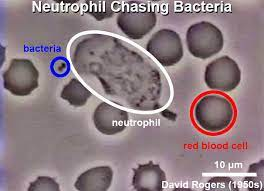 Neutrophil Chasing Bacteria
bacteria
neutrophil
red blood cell
10 µm
David Rogers (1950s)